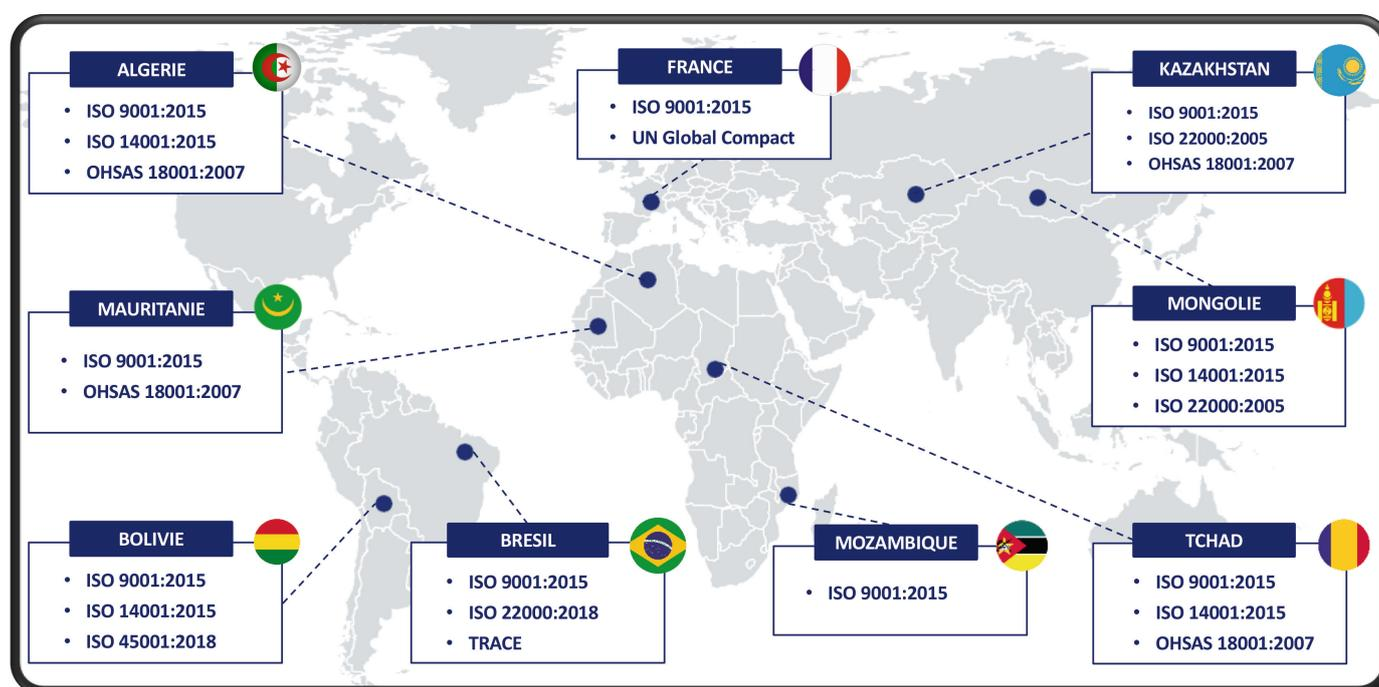 ALGERIE
• ISO 9001:2015
• ISO 14001:2015
• OHSAS 18001:2007
FRANCE
• ISO 9001:2015
• UN Global Compact
KAZAKHSTAN
• ISO 9001:2015
• ISO 22000:2005
• OHSAS 18001:2007
MAURITANIE
• ISO 9001:2015
• OHSAS 18001:2007
MONGOLIE
• ISO 9001:2015
• ISO 14001:2015
• ISO 22000:2005
BOLIVIE
• ISO 9001:2015
• ISO 14001:2015
• ISO 45001:2018
BRESIL
• ISO 9001:2015
• ISO 22000:2018
• TRACE
MOZAMBIQUE
• ISO 9001:2015
TCHAD
• ISO 9001:2015
• ISO 14001:2015
• OHSAS 18001:2007